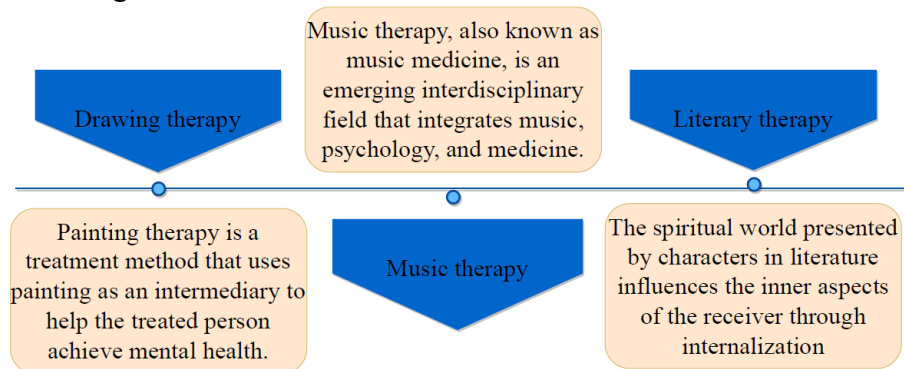 Drawing therapy
Painting therapy is a
treatment method that uses
painting as an intermediary to
help the treated person
achieve mental health.
Music therapy, also known as
music medicine, is an
emerging interdisciplinary
field that integrates music,
psychology, and medicine.
Music therapy
Literary therapy
The spiritual world presented
by characters in literature
influences the inner aspects
of the receiver through
internalization